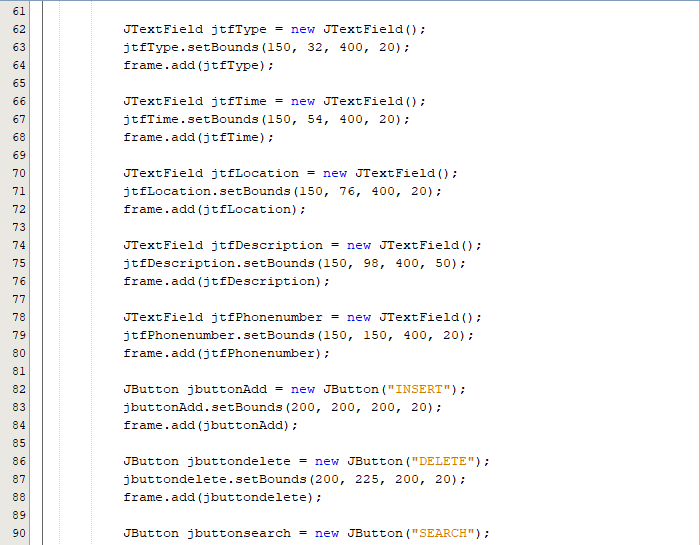 61
62 JTextField jtfType = new JTextField();
63 jtfType.setBounds(150, 32, 400, 20);
64 frame.add(jtfType);
65
66 JTextField jtfTime = new JTextField();
67 jtfTime.setBounds(150, 54, 400, 20);
68 frame.add(jtfTime);
69
70 JTextField jtfLocation = new JTextField();
71 jtfLocation.setBounds(150, 76, 400, 20);
72 frame.add(jtfLocation);
73
74 JTextField jtfDescription = new JTextField();
75 jtfDescription.setBounds(150, 98, 400, 50);
76 frame.add(jtfDescription);
77
78 JTextField jtfPhonenumber = new JTextField();
79 jtfPhonenumber.setBounds(150, 150, 400, 20);
80 frame.add(jtfPhonenumber);
81
82 JButton jbuttonAdd = new JButton("INSERT");
83 jbuttonAdd.setBounds(200, 200, 200, 20);
84 frame.add(jbuttonAdd);
85
86 JButton jbuttondelete = new JButton("DELETE");
87 jbuttondelete.setBounds(200, 225, 200, 20);
88 frame.add(jbuttondelete);
89
90 JButton jbuttonsearch = new JButton("SEARCH");